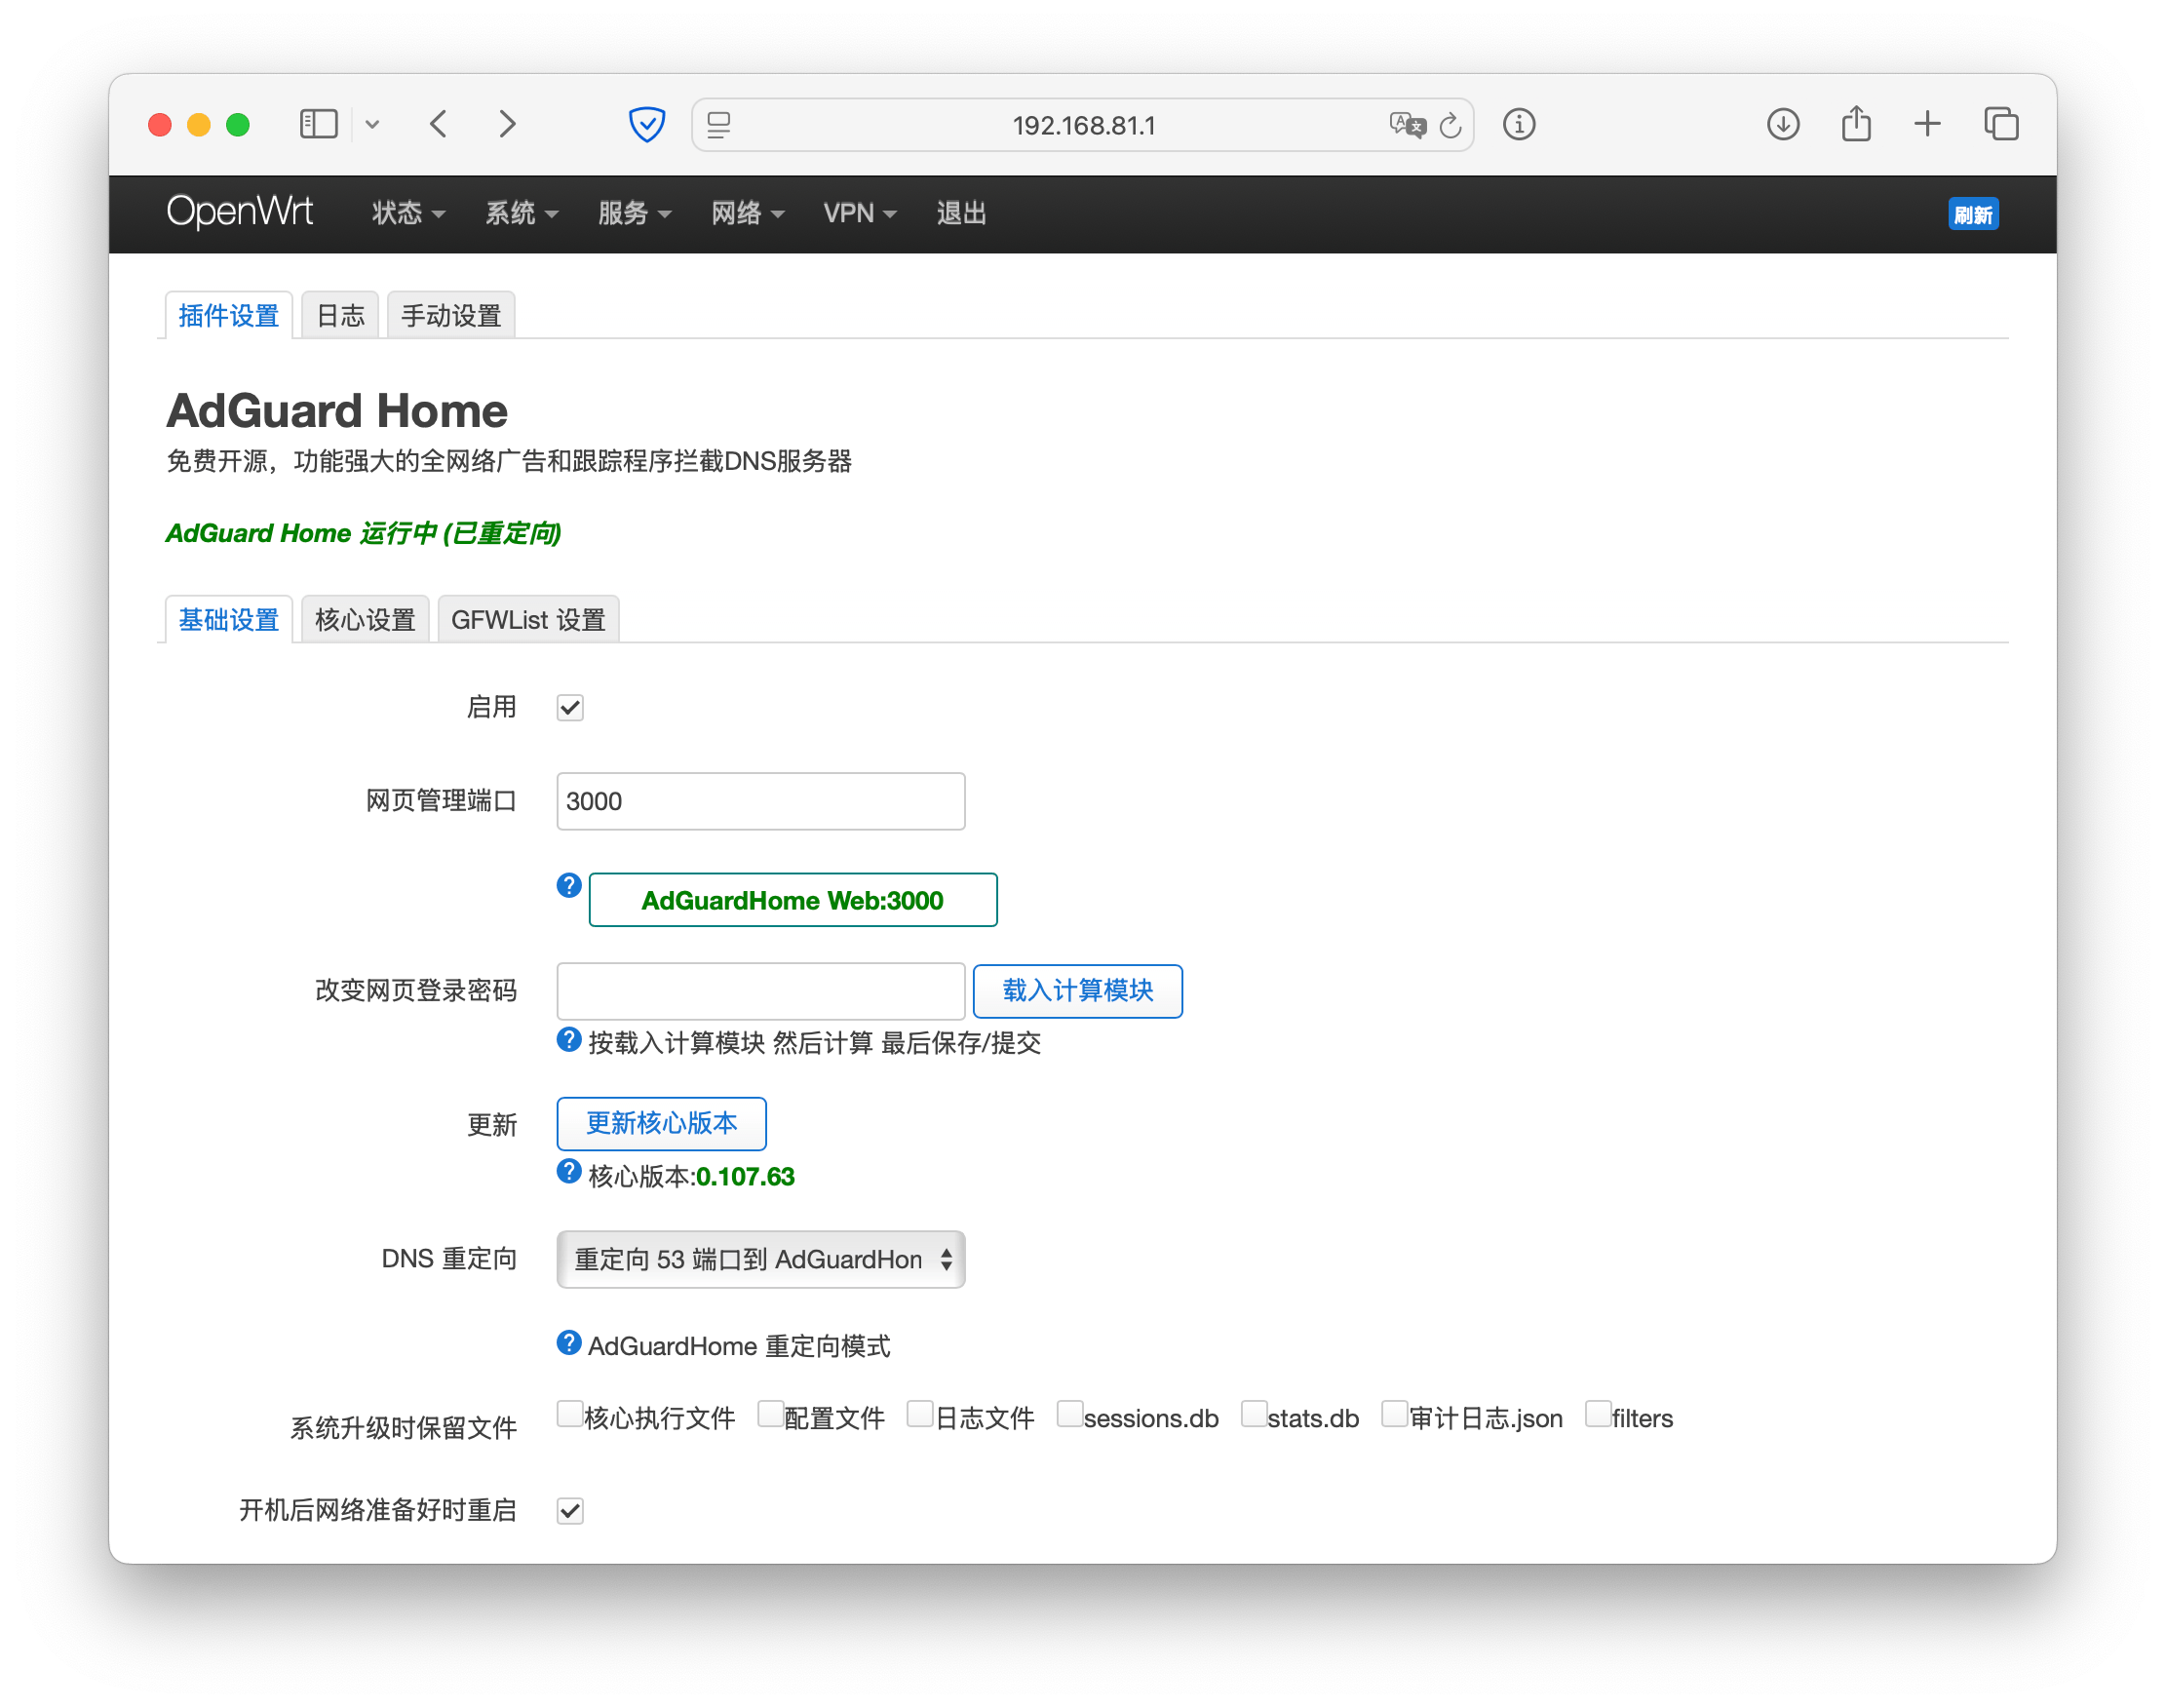 192.168.81.1
OpenWrt 状态 系统 服务 网络 VPN 退出 刷新
插件设置 日志 手动设置
AdGuard Home
免费开源，功能强大的全网络广告和跟踪程序拦截DNS服务器
AdGuard Home 运行中 (已重定向)
基础设置 核心设置 GFWList 设置
启用
网页管理端口 3000
AdGuardHome Web:3000
改变网页登录密码 载入计算模块
按载入计算模块 然后计算 最后保存/提交
更新 更新核心版本
核心版本:0.107.63
DNS 重定向 重定向 53 端口到 AdGuardHon
AdGuardHome 重定向模式
系统升级时保留文件 核心执行文件 配置文件 日志文件 sessions.db stats.db 审计日志.json filters
开机后网络准备好时重启